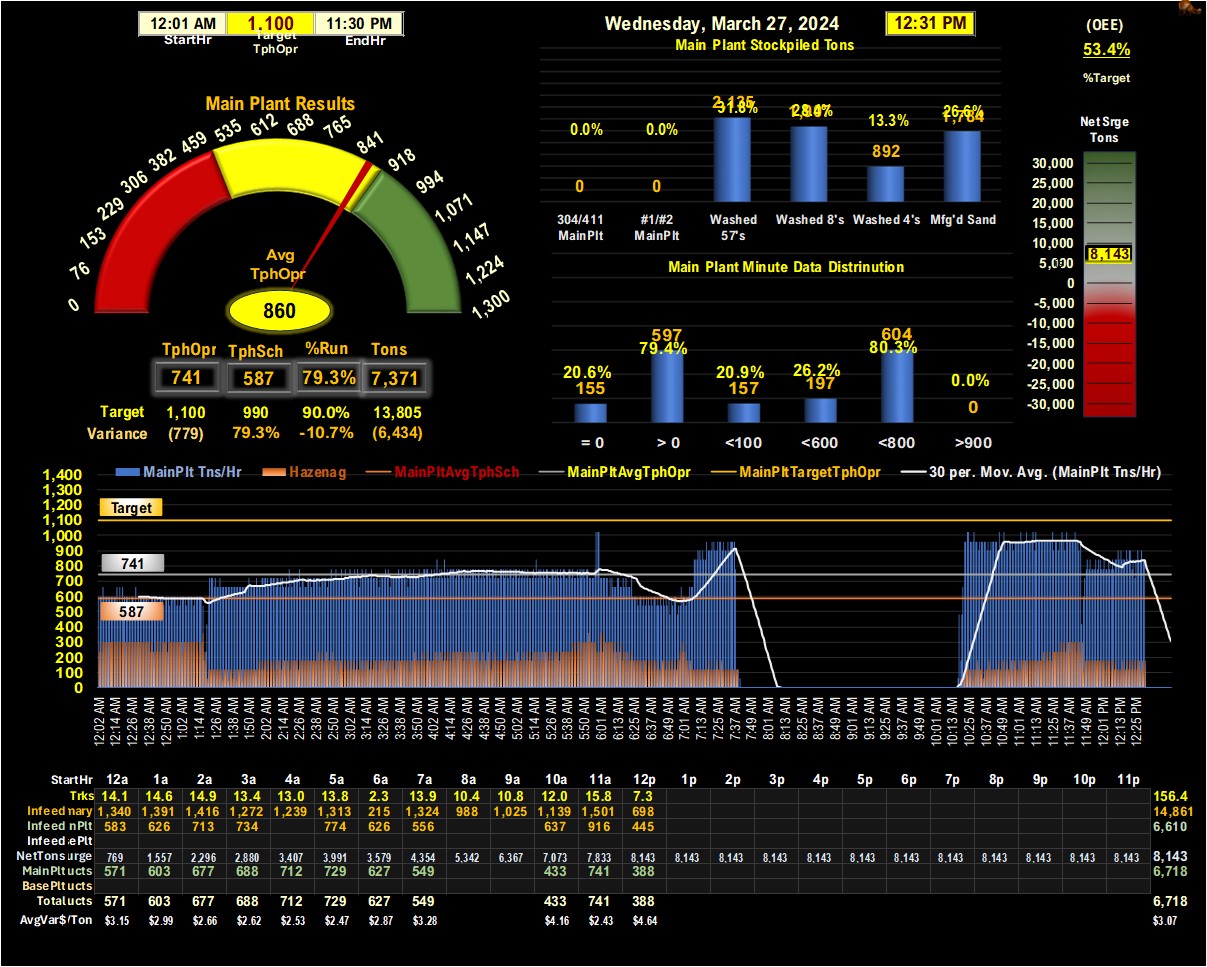 12:01 AM 1,100 11:30 PM
StartHr Target TphOpr EndHr
Wednesday, March 27, 2024 12:31 PM
(OEE)
53.4%
%Target
Main Plant Results
0 76 153 229 306 382 459 535 612 688 765 841 918 994 1,071 1,147 1,224 1,300
Avg
TphOpr
860
TphOpr TphSch %Run Tons
741 587 79.3% 7,371
Target 1,100 990 90.0% 13,805
Variance (779) 79.3% -10.7% (6,434)
Main Plant Stockpiled Tons
0.0% 0.0% 31.8% 28.4% 13.3% 26.6%
0 0 2,135 892 1,784
304/411 MainPlt #1/#2 MainPlt Washed 57's Washed 8's Washed 4's Mfg'd Sand
Main Plant Minute Data Distrinution
20.6% 79.4% 20.9% 26.2% 80.3% 0.0%
155 597 157 197 604 0
= 0 > 0 <100 <600 <800 >900
Net Srge
Tons
30,000
25,000
20,000
15,000
10,000
8,143
5,000
0
-5,000
-10,000
-15,000
-20,000
-25,000
-30,000
MainPlt Tns/Hr Hazenag MainPltAvgTphSch MainPltAvgTphOpr MainPltTargetTphOpr 30 per. Mov. Avg. (MainPlt Tns/Hr)
1,400
1,300
1,200
1,100
1,000
900
800
700
600
500
400
300
200
100
0
Target
741
587
12:02 AM 12:14 AM 12:26 AM 12:38 AM 12:50 AM 1:02 AM 1:14 AM 1:26 AM 1:38 AM 1:50 AM 2:02 AM 2:14 AM 2:26 AM 2:38 AM 2:50 AM 3:02 AM 3:14 AM 3:26 AM 3:38 AM 3:50 AM 4:02 AM 4:14 AM 4:26 AM 4:38 AM 4:50 AM 5:02 AM 5:14 AM 5:26 AM 5:38 AM 5:50 AM 6:01 AM 6:13 AM 6:25 AM 6:37 AM 6:49 AM 7:01 AM 7:13 AM 7:25 AM 7:37 AM 7:49 AM 8:01 AM 8:13 AM 8:25 AM 8:37 AM 8:49 AM 9:01 AM 9:13 AM 9:25 AM 9:37 AM 9:49 AM 10:01 AM 10:13 AM 10:25 AM 10:37 AM 10:49 AM 11:01 AM 11:13 AM 11:25 AM 11:37 AM 11:49 AM 12:01 PM 12:13 PM 12:25 PM
StartHr 12a 1a 2a 3a 4a 5a 6a 7a 8a 9a 10a 11a 12p 1p 2p 3p 4p 5p 6p 7p 8p 9p 10p 11p
Trks 14.1 14.6 14.9 13.4 13.0 13.8 2.3 13.9 10.4 10.8 12.0 15.8 7.3 156.4
Infeed nary 1,340 1,391 1,416 1,272 1,239 1,313 215 1,324 988 1,025 1,139 1,501 698 14,861
Infeed nPlt 583 626 713 734 774 626 556 637 916 445 6,610
Infeed ePlt
NetTons urge 769 1,557 2,296 2,880 3,407 3,991 3,579 4,354 5,342 6,367 7,073 7,833 8,143 8,143 8,143 8,143 8,143 8,143 8,143 8,143 8,143 8,143 8,143 8,143 8,143
MainPlt ucts 571 603 677 688 712 729 627 549 433 741 388 6,718
BasePlt ucts
Total ucts 571 603 677 688 712 729 627 549 433 741 388 6,718
AvgVar$/Ton $3.15 $2.99 $2.66 $2.62 $2.53 $2.47 $2.87 $3.28 $4.16 $2.43 $4.64 $3.07